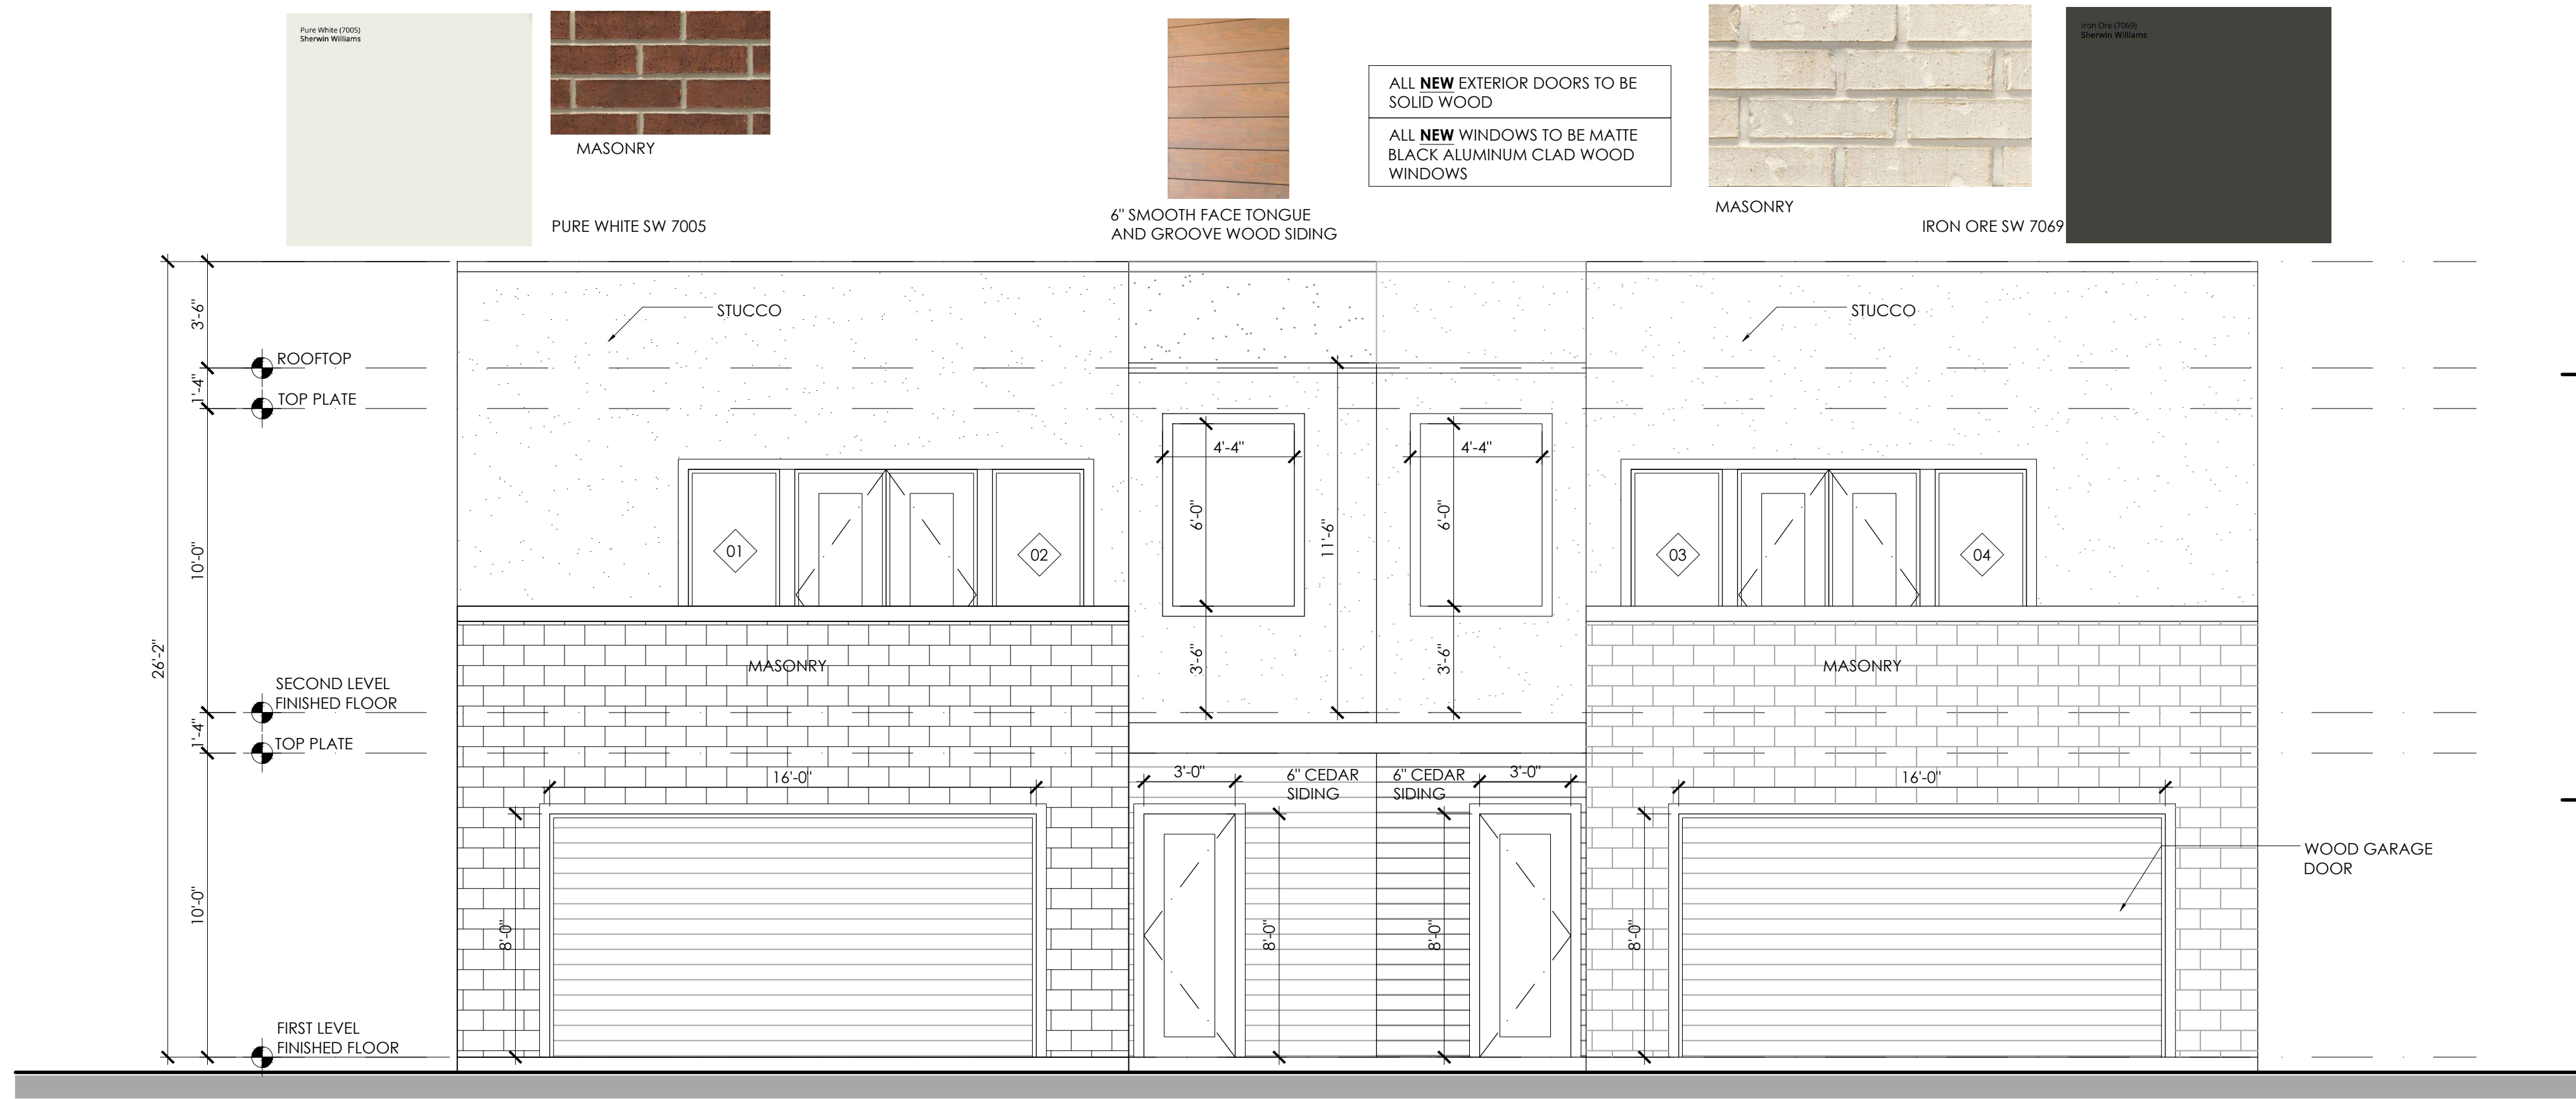 Pure White (7005)
Sherwin Williams
MASONRY
PURE WHITE SW 7005
6" SMOOTH FACE TONGUE
AND GROOVE WOOD SIDING
ALL NEW EXTERIOR DOORS TO BE
SOLID WOOD
ALL NEW WINDOWS TO BE MATTE
BLACK ALUMINUM CLAD WOOD
WINDOWS
MASONRY
IRON ORE SW 7069
Iron Ore (7069)
Sherwin Williams
3'-6"
STUCCO
STUCCO
ROOFTOP
1'-4"
TOP PLATE
4'-4"
4'-4"
6'-0"
11'-6"
6'-0"
10'-0"
01
02
03
04
26'-2"
MASONRY
3'-6"
3'-6"
MASONRY
SECOND LEVEL
FINISHED FLOOR
1'-4"
TOP PLATE
16'-0"
3'-0"
6" CEDAR
SIDING
6" CEDAR
SIDING
3'-0"
16'-0"
WOOD GARAGE
DOOR
10'-0"
8'-0"
8'-0"
8'-0"
8'-0"
FIRST LEVEL
FINISHED FLOOR